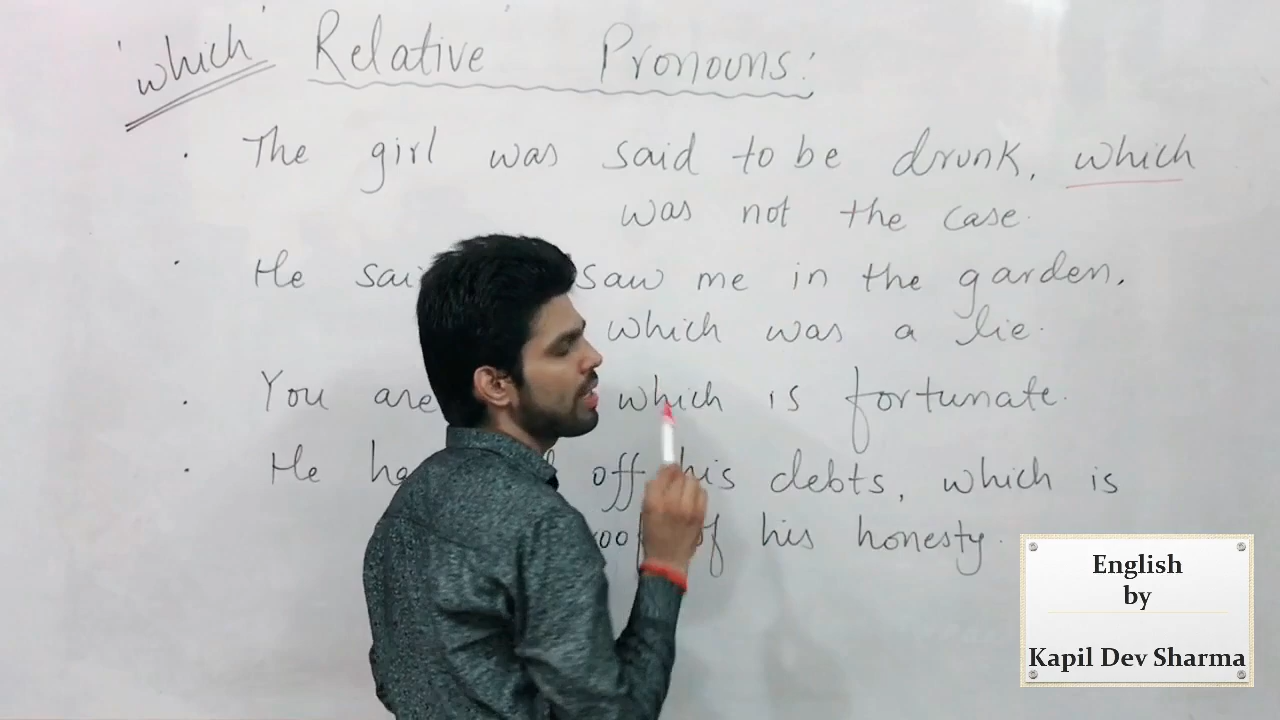 'which' Relative Pronouns:
. The girl was said to be drunk, which
was not the case.
. He saw me in the garden,
which was a lie.
. You are which is fortunate.
. He off his debts, which is
of his honesty.
English
by
Kapil Dev Sharma